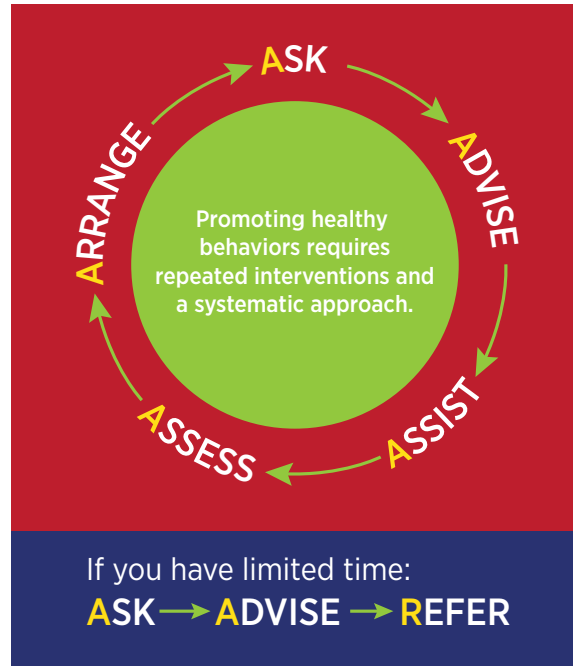 ASK
ADVISE
ASSIST
ASSESS
ARRANGE
Promoting healthy
behaviors requires
repeated interventions and
a systematic approach.
If you have limited time:
ASK → ADVISE → REFER